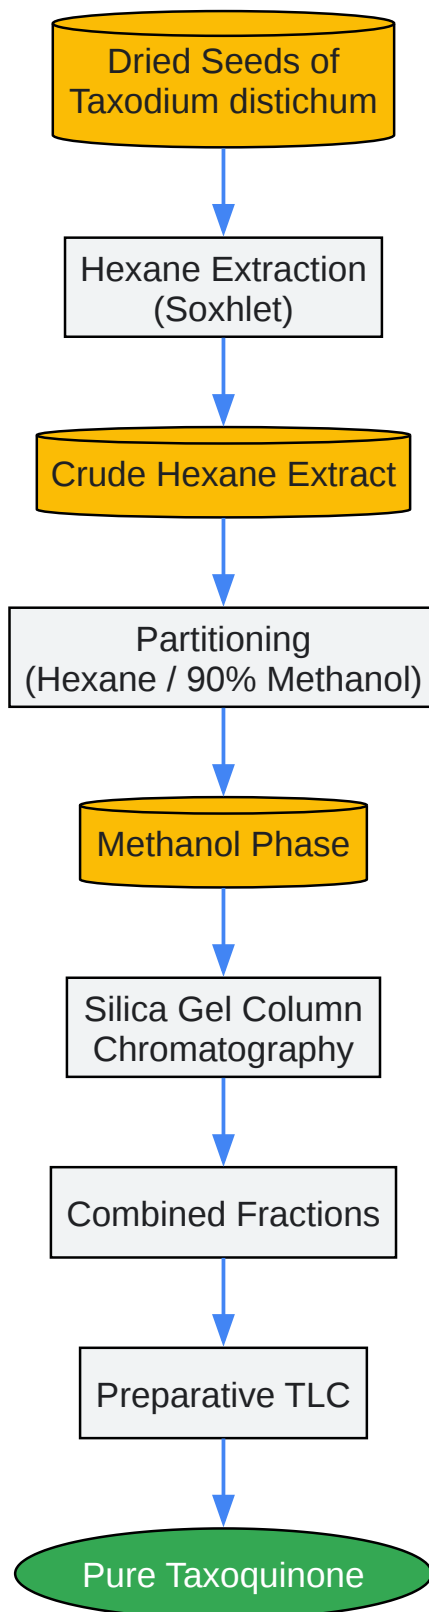 Dried Seeds of
Taxodium distichum
Hexane Extraction
(Soxhlet)
Crude Hexane Extract
Partitioning
(Hexane / 90% Methanol)
Methanol Phase
Silica Gel Column
Chromatography
Combined Fractions
Preparative TLC
Pure Taxoquinone